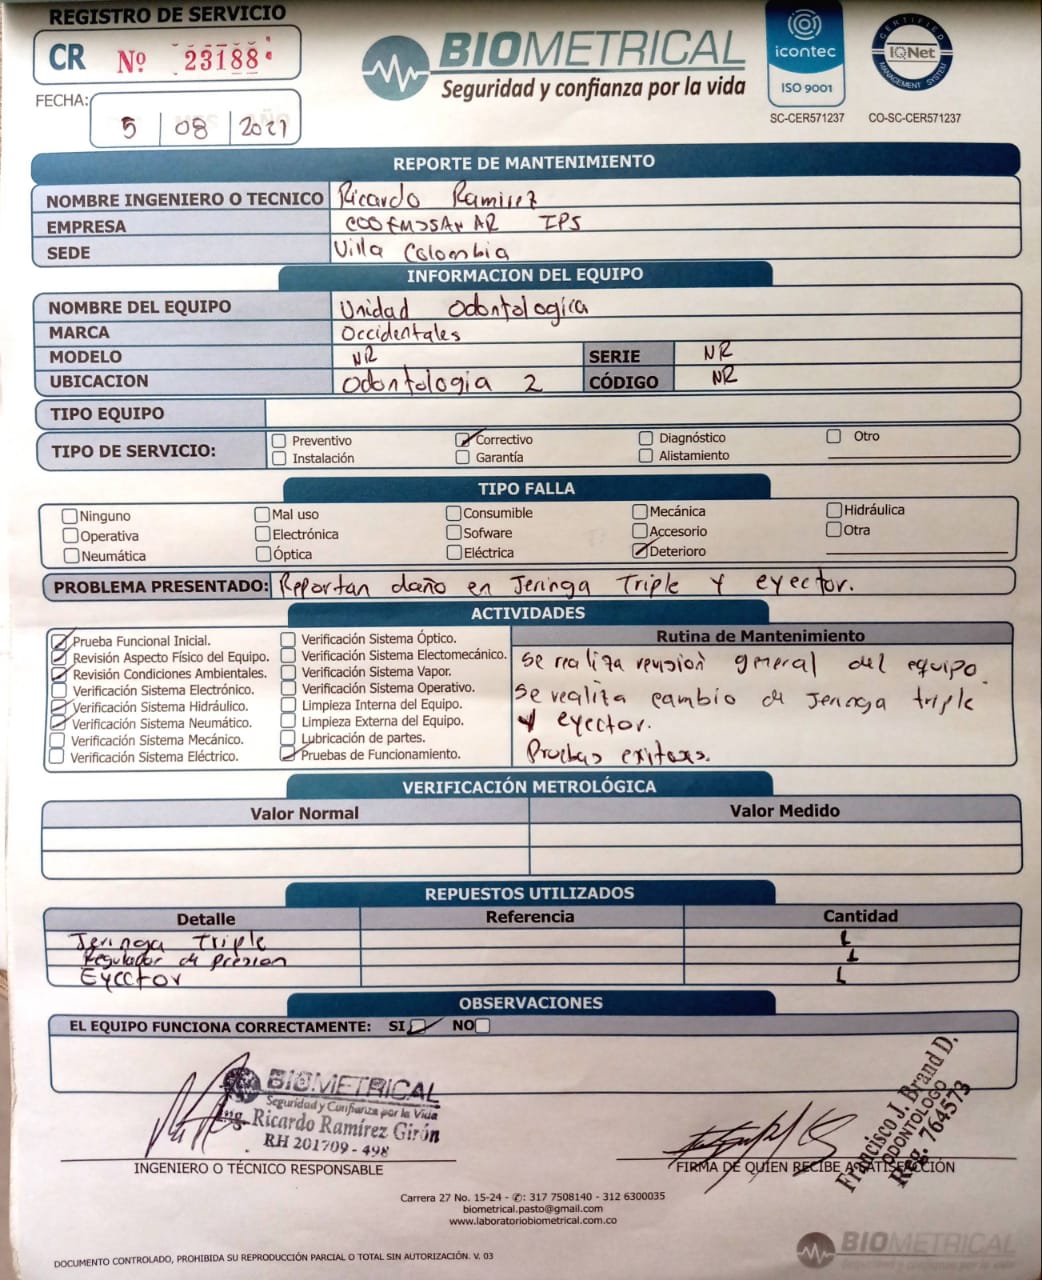 REGISTRO DE SERVICIO
CR Nº 23188
FECHA: 5 08 2021
BIOMETRICAL
Seguridad y confianza por la vida
icontec
ISO 9001
SC-CER571237
CERTIFIED
IQNet
MANAGEMENT SYSTEM
CO-SC-CER571237
REPORTE DE MANTENIMIENTO
NOMBRE INGENIERO O TECNICO Ricardo Ramirez
EMPRESA COOEMSSANAR IPS
SEDE Villa Colombia
INFORMACION DEL EQUIPO
NOMBRE DEL EQUIPO Unidad Odontologica
MARCA Occidentales
MODELO NR SERIE NR
UBICACION Odontologia 2 CÓDIGO NR
TIPO EQUIPO
TIPO DE SERVICIO: Preventivo Correctivo Diagnóstico Otro
Instalación Garantía Alistamiento
TIPO FALLA
Ninguno Mal uso Consumible Mecánica Hidráulica
Operativa Electrónica Sofware Accesorio Otra
Neumática Óptica Eléctrica Deterioro
PROBLEMA PRESENTADO: Reportan daño en Jeringa Triple y eyector.
ACTIVIDADES
Prueba Funcional Inicial.
Revisión Aspecto Físico del Equipo.
Revisión Condiciones Ambientales.
Verificación Sistema Electrónico.
Verificación Sistema Hidráulico.
Verificación Sistema Neumático.
Verificación Sistema Mecánico.
Verificación Sistema Eléctrico.
Verificación Sistema Óptico.
Verificación Sistema Electomecánico.
Verificación Sistema Vapor.
Verificación Sistema Operativo.
Limpieza Interna del Equipo.
Limpieza Externa del Equipo.
Lubricación de partes.
Pruebas de Funcionamiento.
Rutina de Mantenimiento
Se realiza revision general del equipo.
Se realiza cambio de Jeringa triple
y eyector.
Pruebas exitosas.
VERIFICACIÓN METROLÓGICA
Valor Normal Valor Medido
REPUESTOS UTILIZADOS
Detalle Referencia Cantidad
Jeringa Triple 1
Regulador de presion 1
Eyector 1
OBSERVACIONES
EL EQUIPO FUNCIONA CORRECTAMENTE: SI NO
BIOMETRICAL
Seguridad y Confianza por la Vida
Ing. Ricardo Ramírez Girón
RH 201709 - 498
INGENIERO O TÉCNICO RESPONSABLE
Francisco J. Brand D.
ODONTOLOGO
Reg. 764573
FIRMA DE QUIEN RECIBE A SATISFACCIÓN
Carrera 27 No. 15-24 - ✆: 317 7508140 - 312 6300035
biometrical.pasto@gmail.com
www.laboratoriobiometrical.com.co
DOCUMENTO CONTROLADO, PROHIBIDA SU REPRODUCCIÓN PARCIAL O TOTAL SIN AUTORIZACIÓN. V. 03
BIOMETRICAL
Seguridad y confianza por la vida